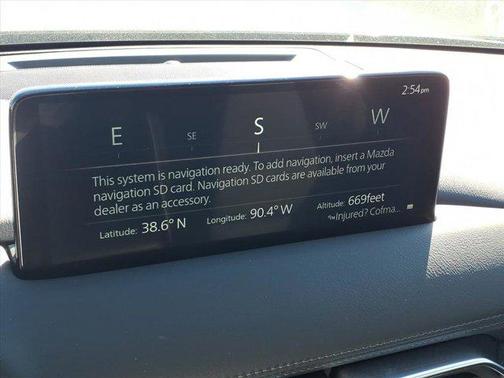 2:54pm
E SE S SW W
This system is navigation ready. To add navigation, insert a Mazda
navigation SD card. Navigation SD cards are available from your
dealer as an accessory.
Latitude: 38.6° N Longitude: 90.4° W Altitude: 669feet
Injured? Cofma...